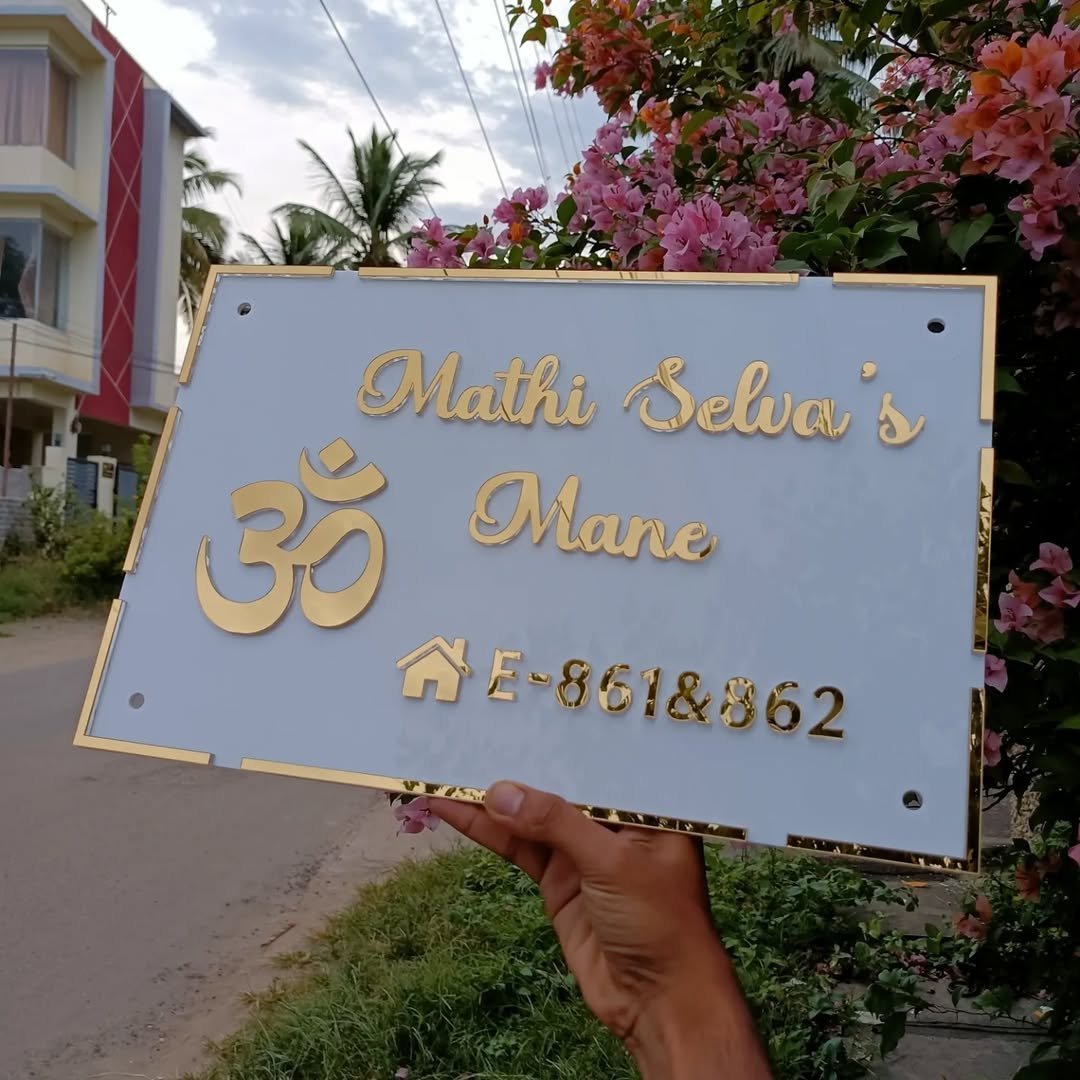 Mathi Selva's
Mane
ॐ
E-861&862